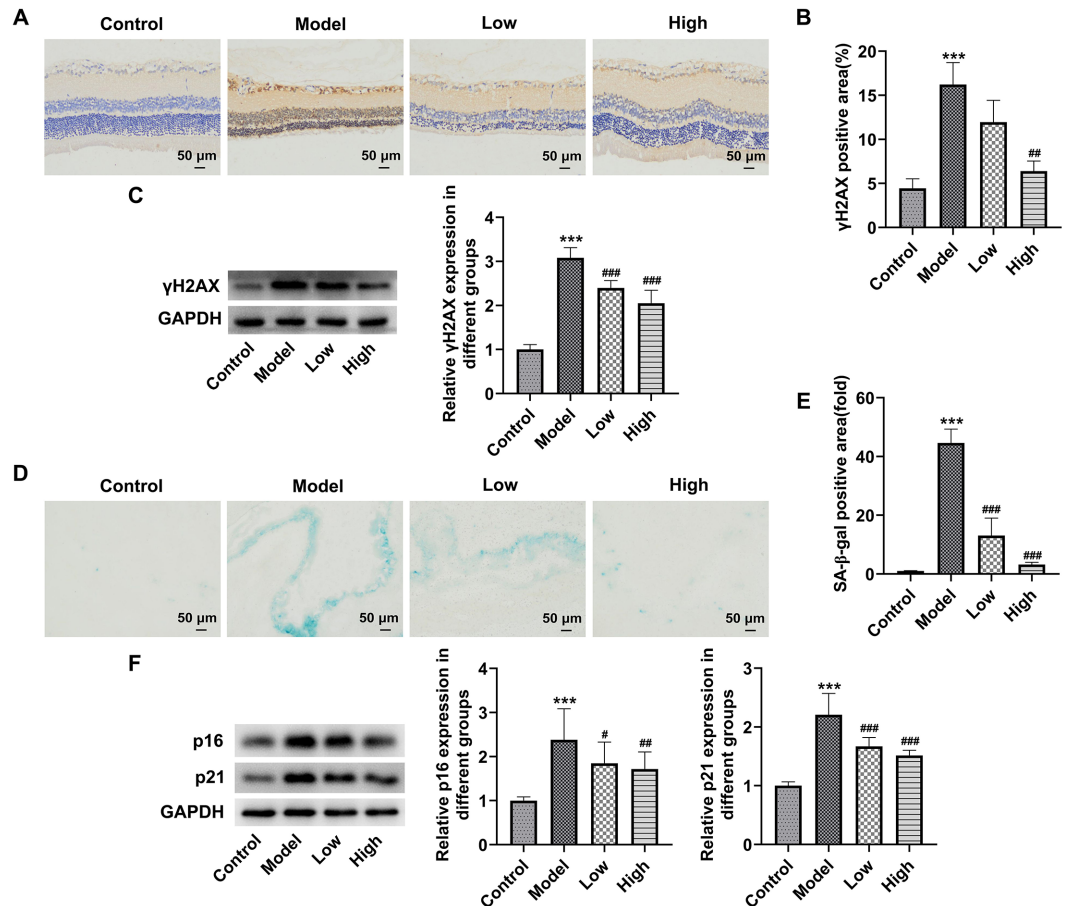 A
Control
Model
Low
High
50 μm
50 μm
50 μm
50 μm
B
γH2AX positive area(%)
20
15
10
5
0
***
##
Control
Model
Low
High
C
γH2AX
GAPDH
Control
Model
Low
High
Relative γH2AX expression in
different groups
4
3
2
1
0
***
###
###
Control
Model
Low
High
D
Control
Model
Low
High
50 μm
50 μm
50 μm
50 μm
E
SA-β-gal positive area(fold)
60
40
20
0
***
###
###
Control
Model
Low
High
F
p16
p21
GAPDH
Control
Model
Low
High
Relative p16 expression in
different groups
4
3
2
1
0
***
#
##
Control
Model
Low
High
Relative p21 expression in
different groups
3
2
1
0
***
###
###
Control
Model
Low
High